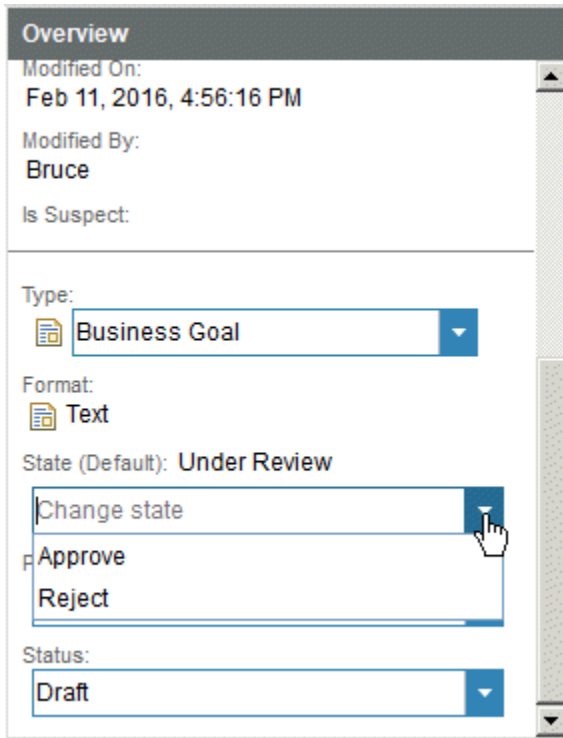 Overview
Modified On:
Feb 11, 2016, 4:56:16 PM
Modified By:
Bruce
Is Suspect:
Type:
Business Goal
Format:
Text
State (Default): Under Review
Change state
Approve
Reject
Status:
Draft